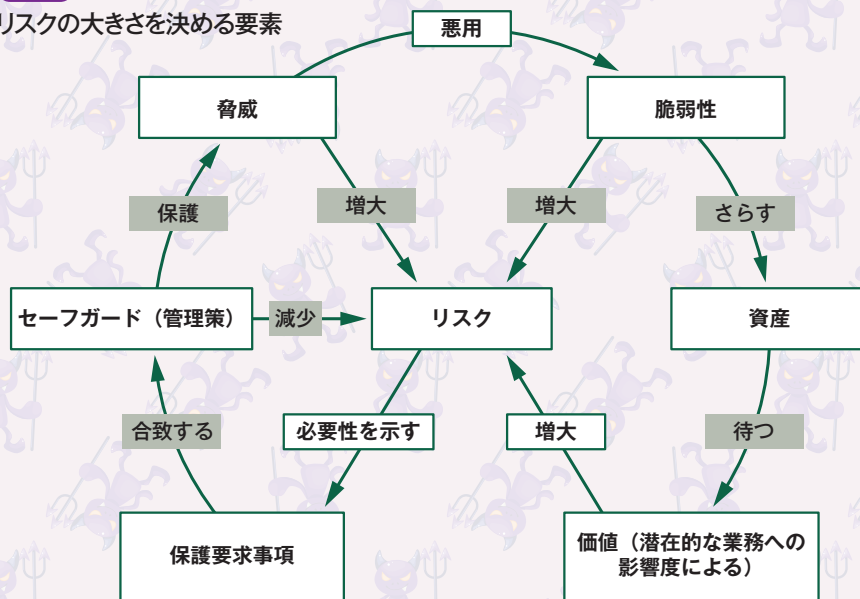 リスクの大きさを決める要素
悪用
脅威
脆弱性
保護
増大
増大
さらす
セーフガード（管理策）
減少
リスク
資産
合致する
必要性を示す
増大
待つ
保護要求事項
価値（潜在的な業務への
影響度による）